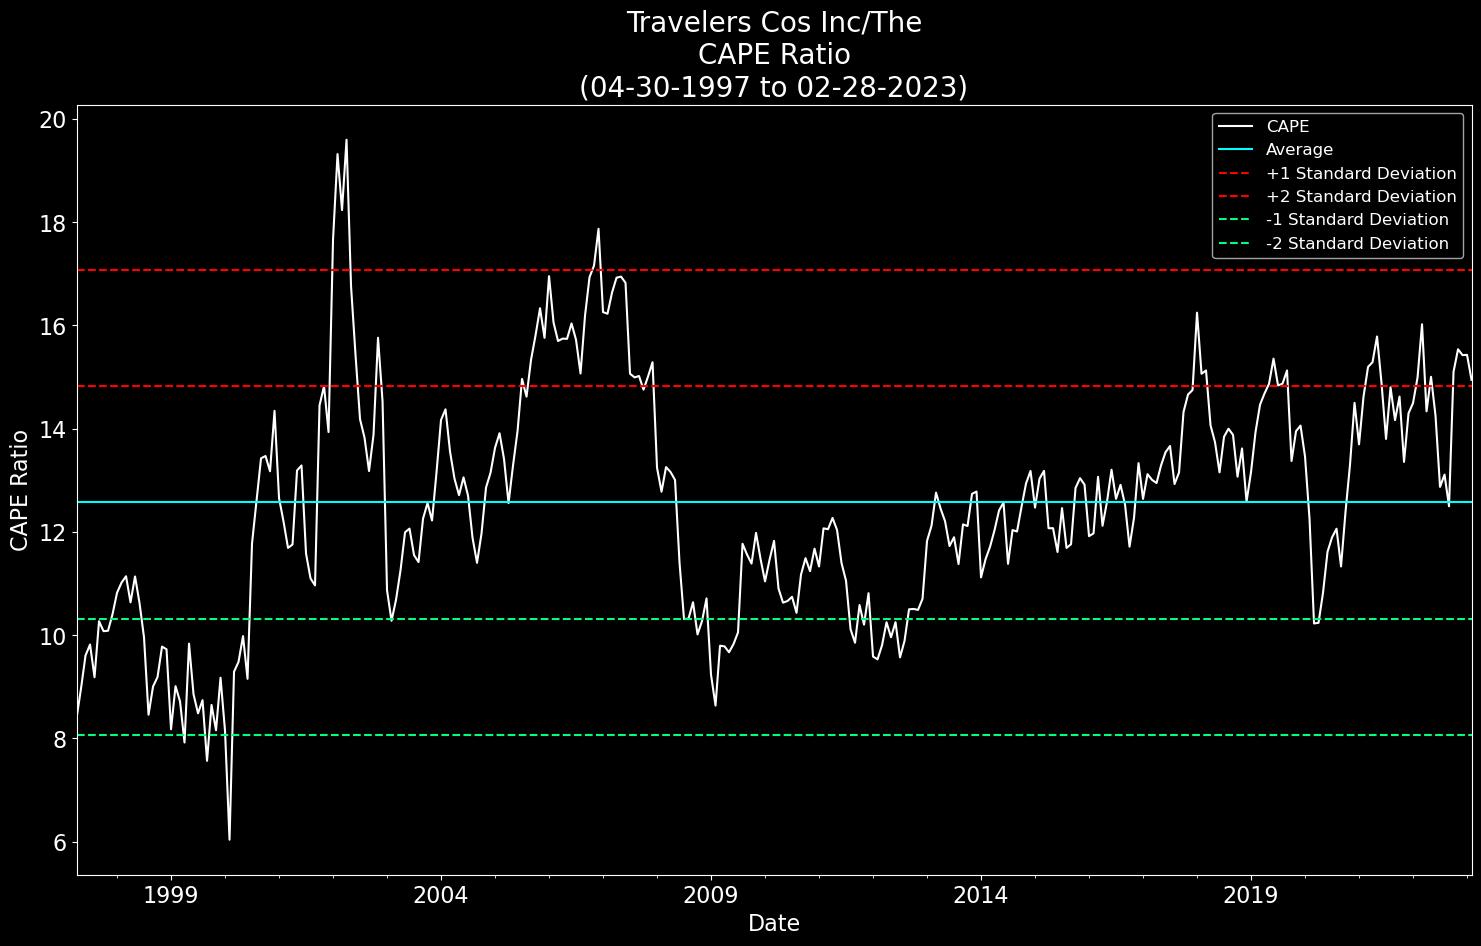 Travelers Cos Inc/The
CAPE Ratio
(04-30-1997 to 02-28-2023)
CAPE
Average
+1 Standard Deviation
+2 Standard Deviation
-1 Standard Deviation
-2 Standard Deviation
20
18
16
14
12
10
8
6
CAPE Ratio
1999 2004 2009 2014 2019
Date